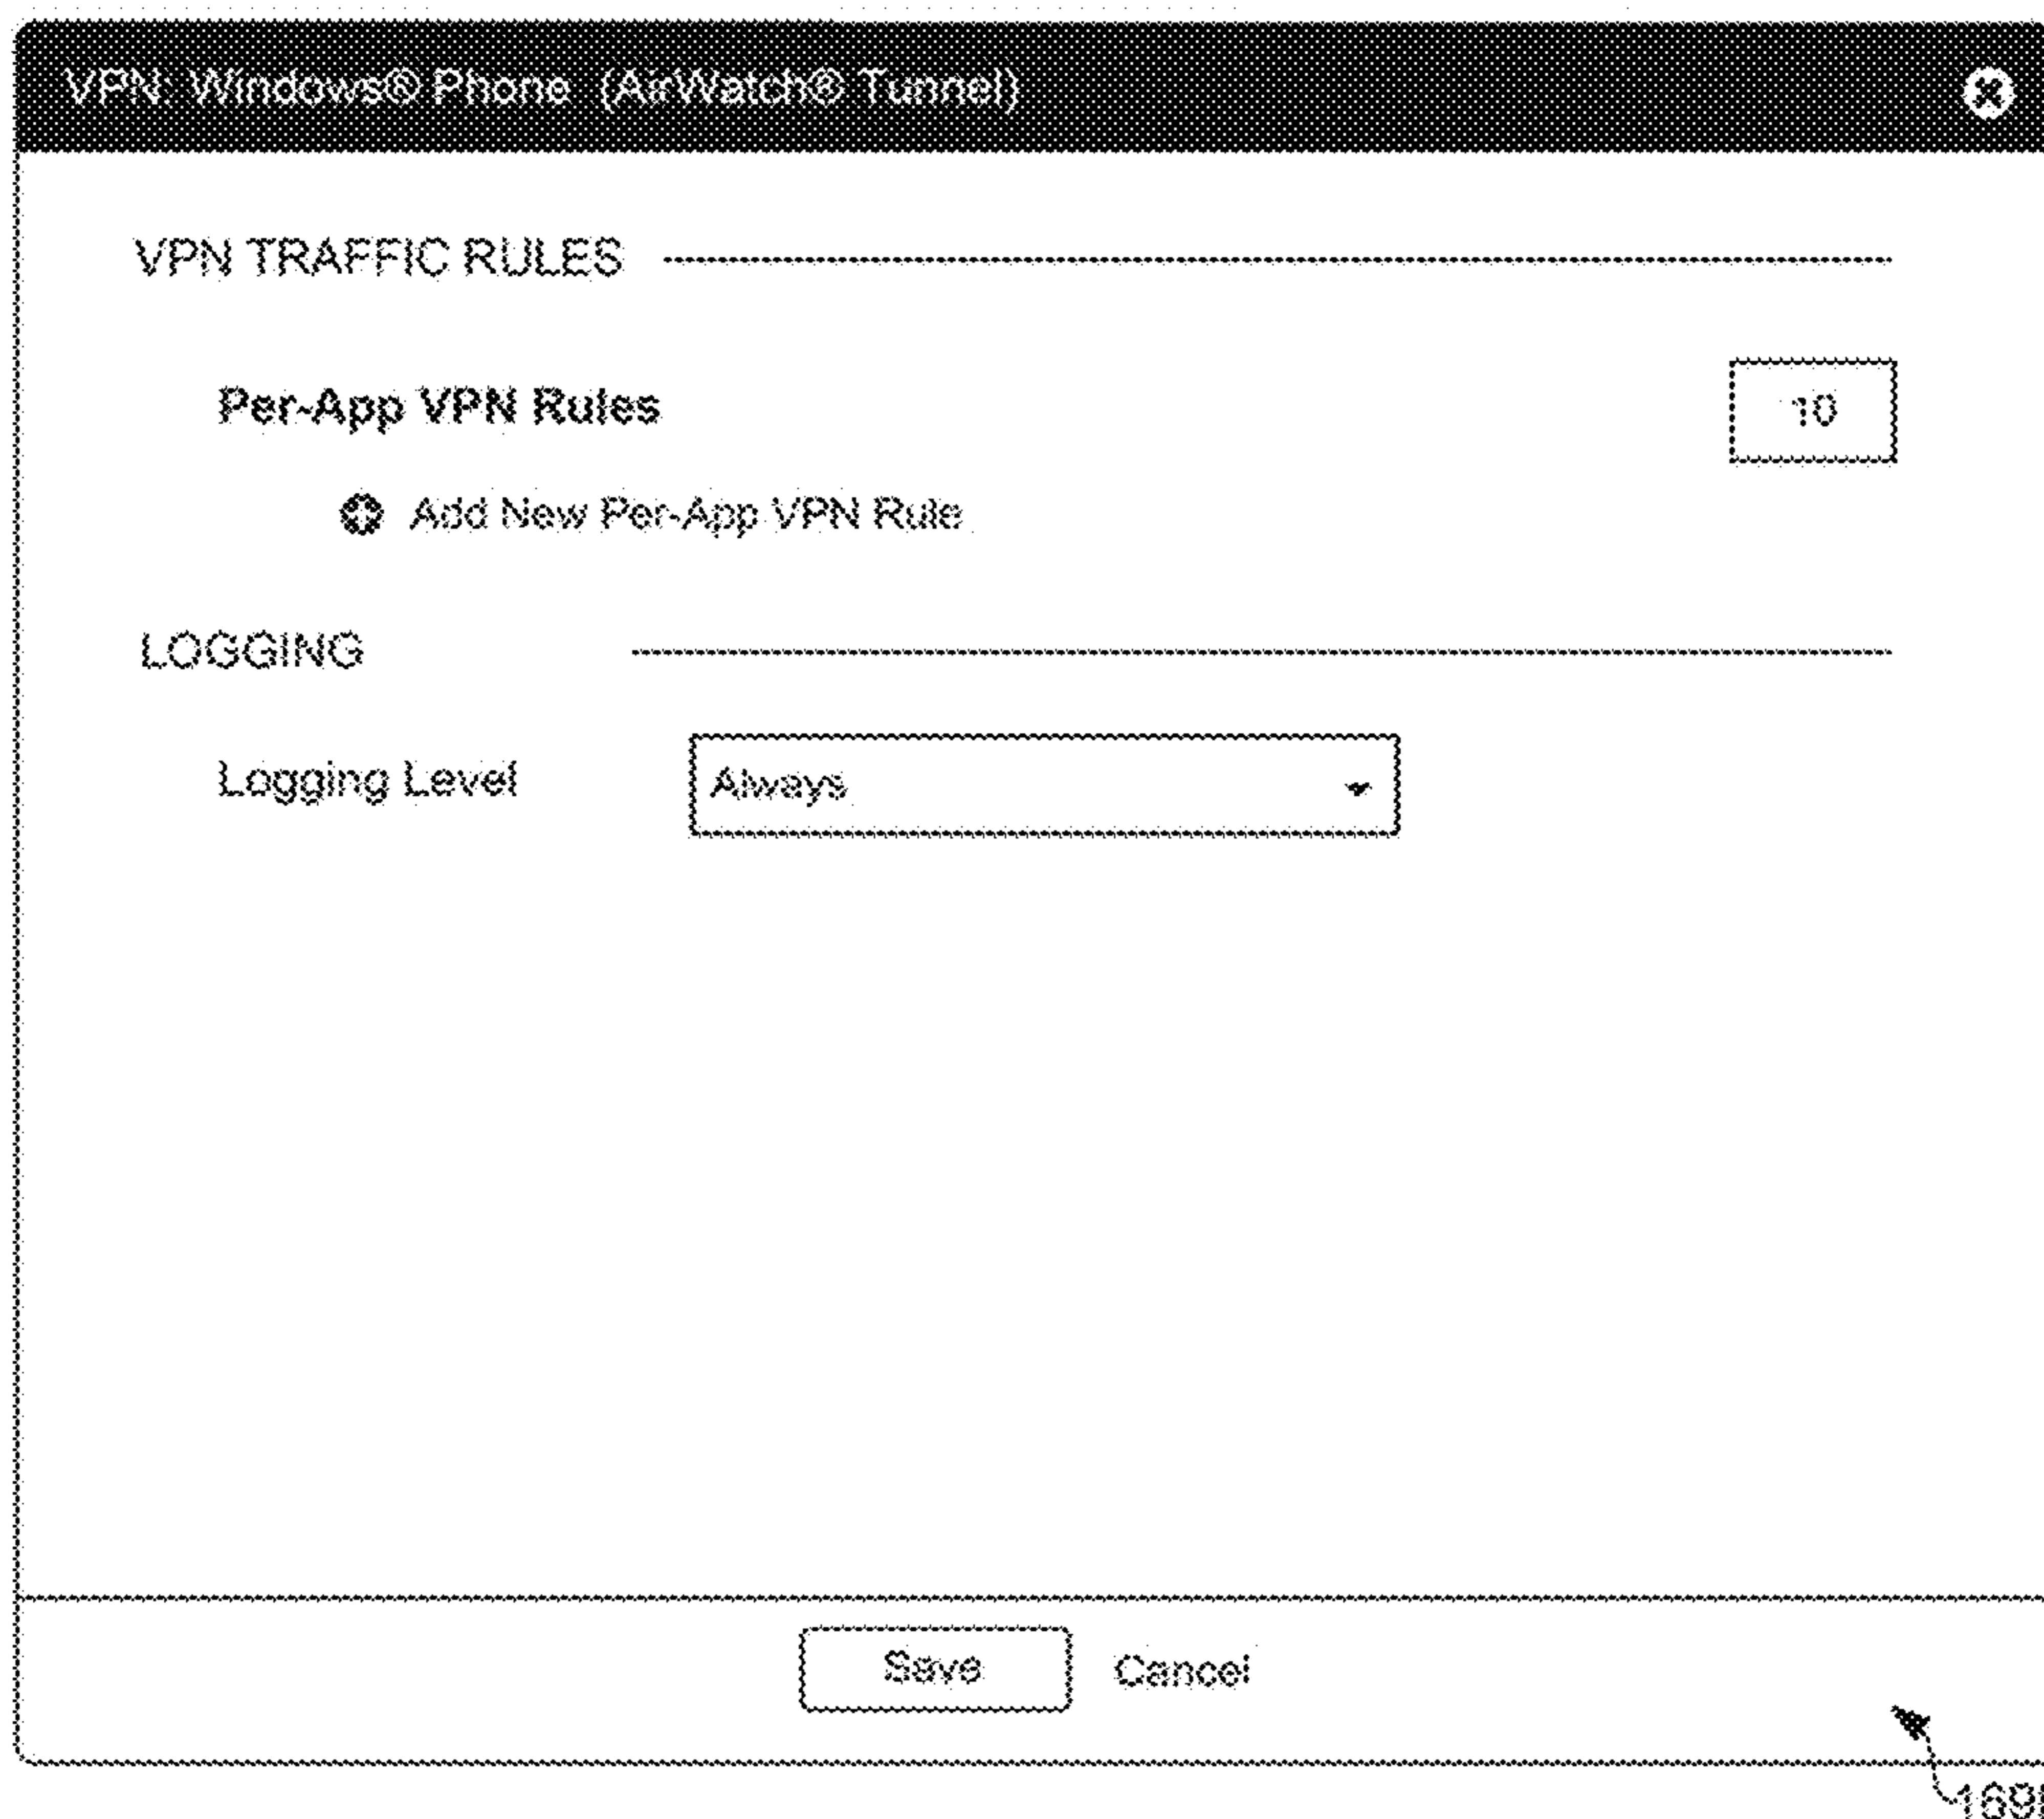 VPN: Windows® Phone (AirWatch® Tunnel)
VPN TRAFFIC RULES
Per-App VPN Rules
10
Add New Per-App VPN Rule
LOGGING
Logging Level
Always
Save
Cancel